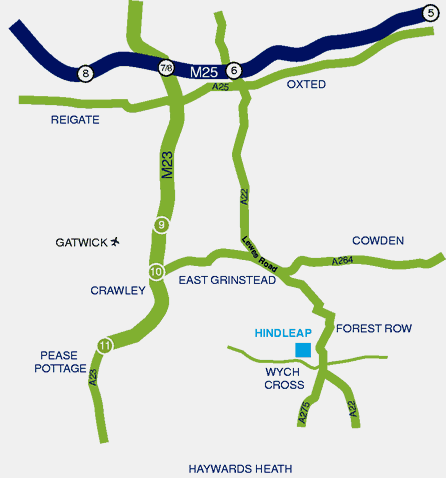 5
8
7/8
M25
6
A25
OXTED
REIGATE
M23
A22
9
GATWICK
Lewes Road
COWDEN
A264
10
EAST GRINSTEAD
CRAWLEY
HINDLEAP
FOREST ROW
11
PEASE
POTTAGE
WYCH
CROSS
A23
A275
A22
HAYWARDS HEATH